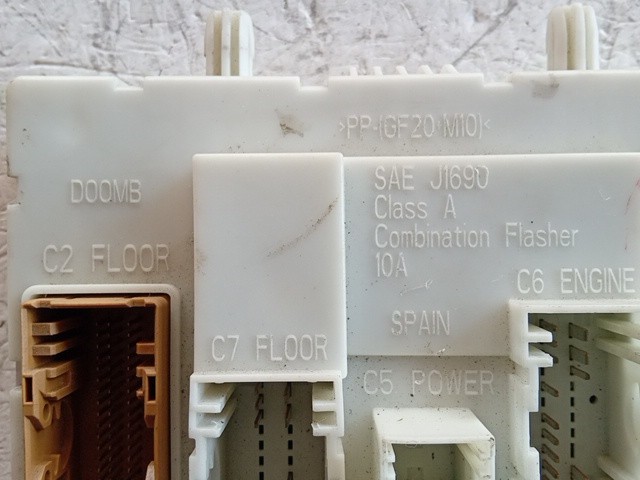 >PP-(GF20 M10)<
DOOMB
SAE J1690
Class A
Combination Flasher
10A
C2 FLOOR
C6 ENGINE
SPAIN
C7 FLOOR
C5 POWER